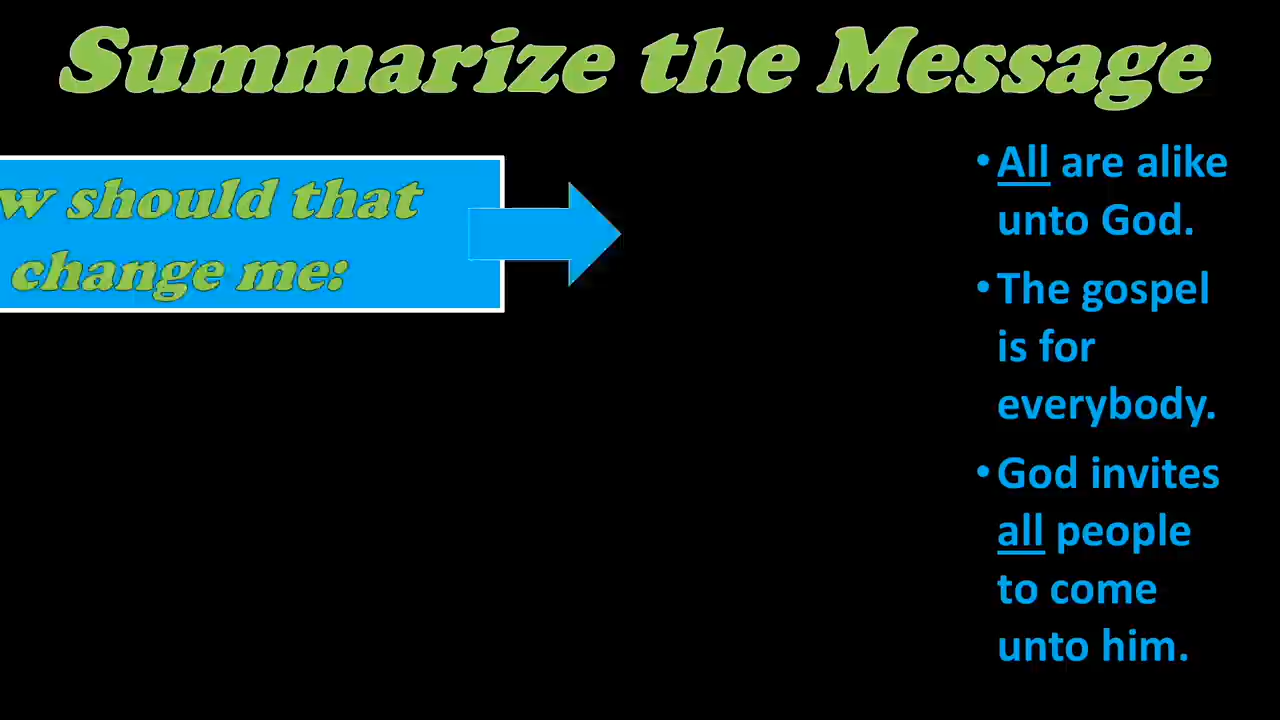 Summarize the Message
w should that
change me:
• All are alike
unto God.
• The gospel
is for
everybody.
• God invites
all people
to come
unto him.